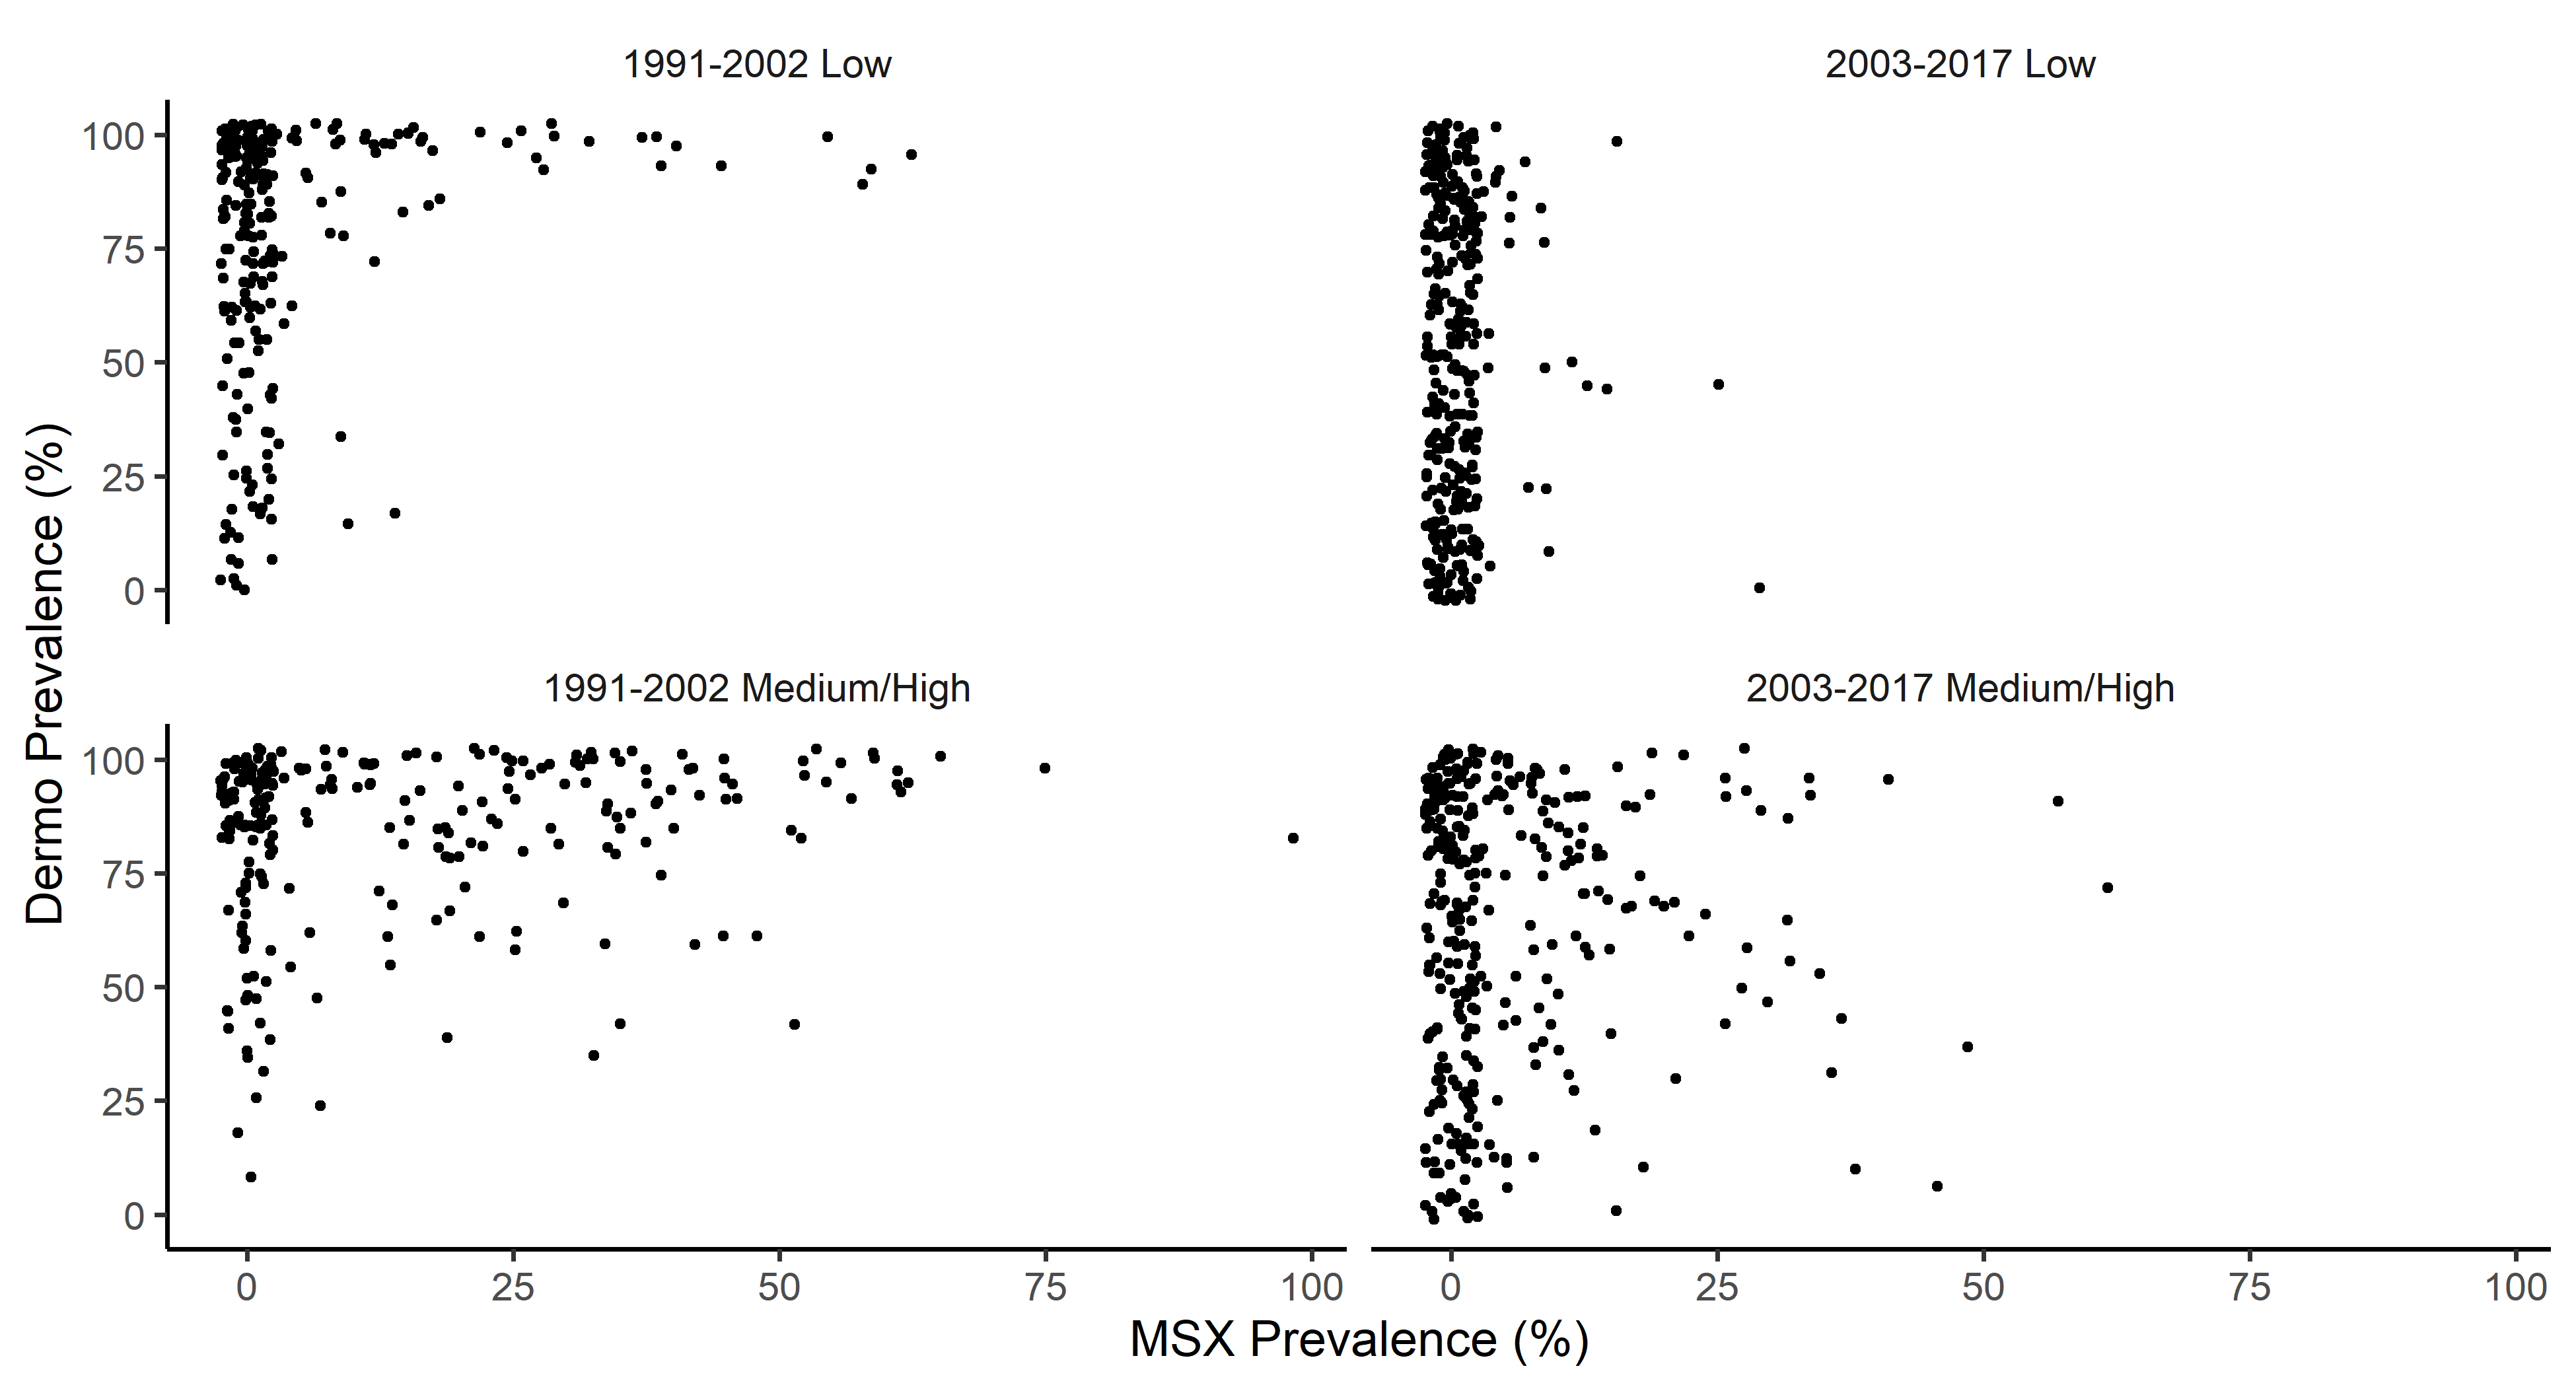 1991-2002 Low
2003-2017 Low
100
75
50
25
0
1991-2002 Medium/High
2003-2017 Medium/High
100
75
50
25
0
0 25 50 75 100 0 25 50 75 100
MSX Prevalence (%)
Dermo Prevalence (%)